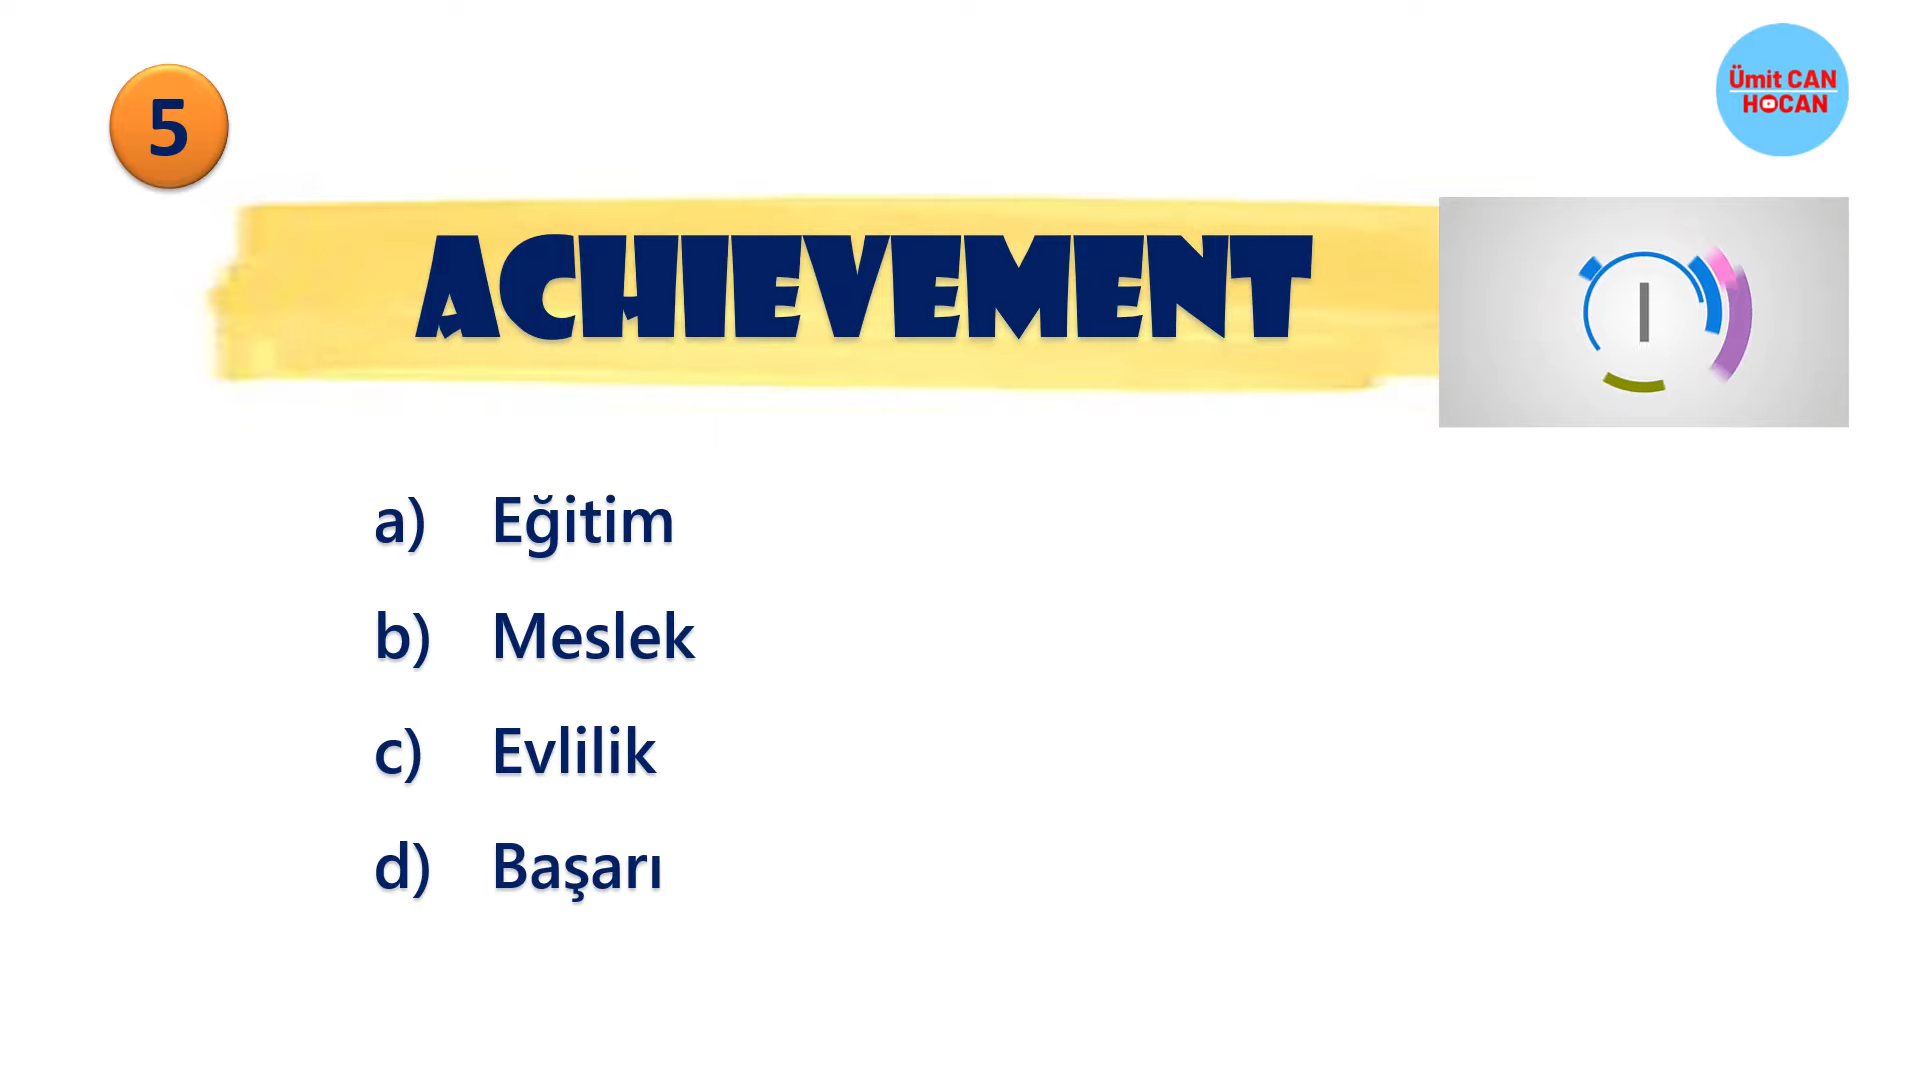 5
Ümit CAN
HOCAN
ACHIEVEMENT
a) Eğitim
b) Meslek
c) Evlilik
d) Başarı